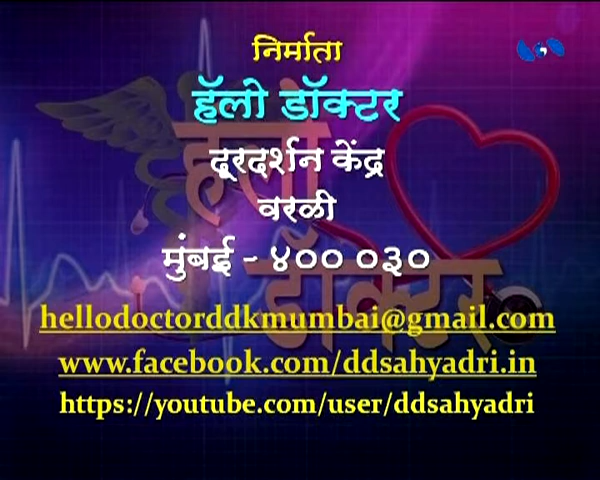 निर्माता
हॅलो डॉक्टर
दूरदर्शन केंद्र
वरळी
मुंबई - ४०० ०३०
hellodoctorddkmumbai@gmail.com
www.facebook.com/ddsahyadri.in
https://youtube.com/user/ddsahyadri
हॅलो
डॉक्टर